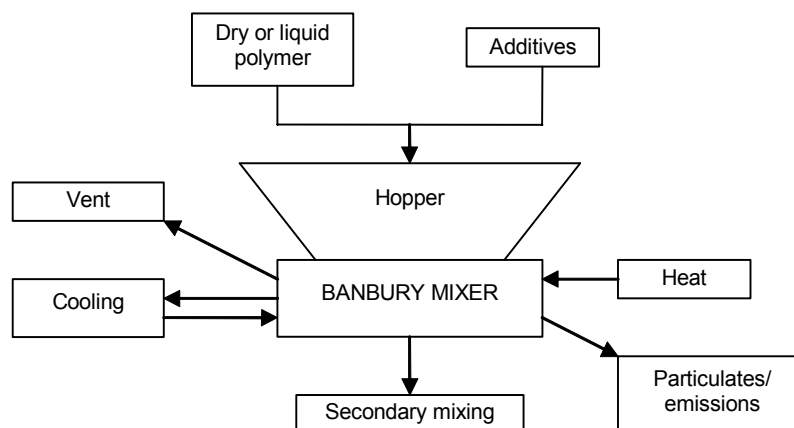 Dry or liquid
polymer
Additives
Hopper
Vent
BANBURY MIXER
Heat
Cooling
Particulates/
emissions
Secondary mixing